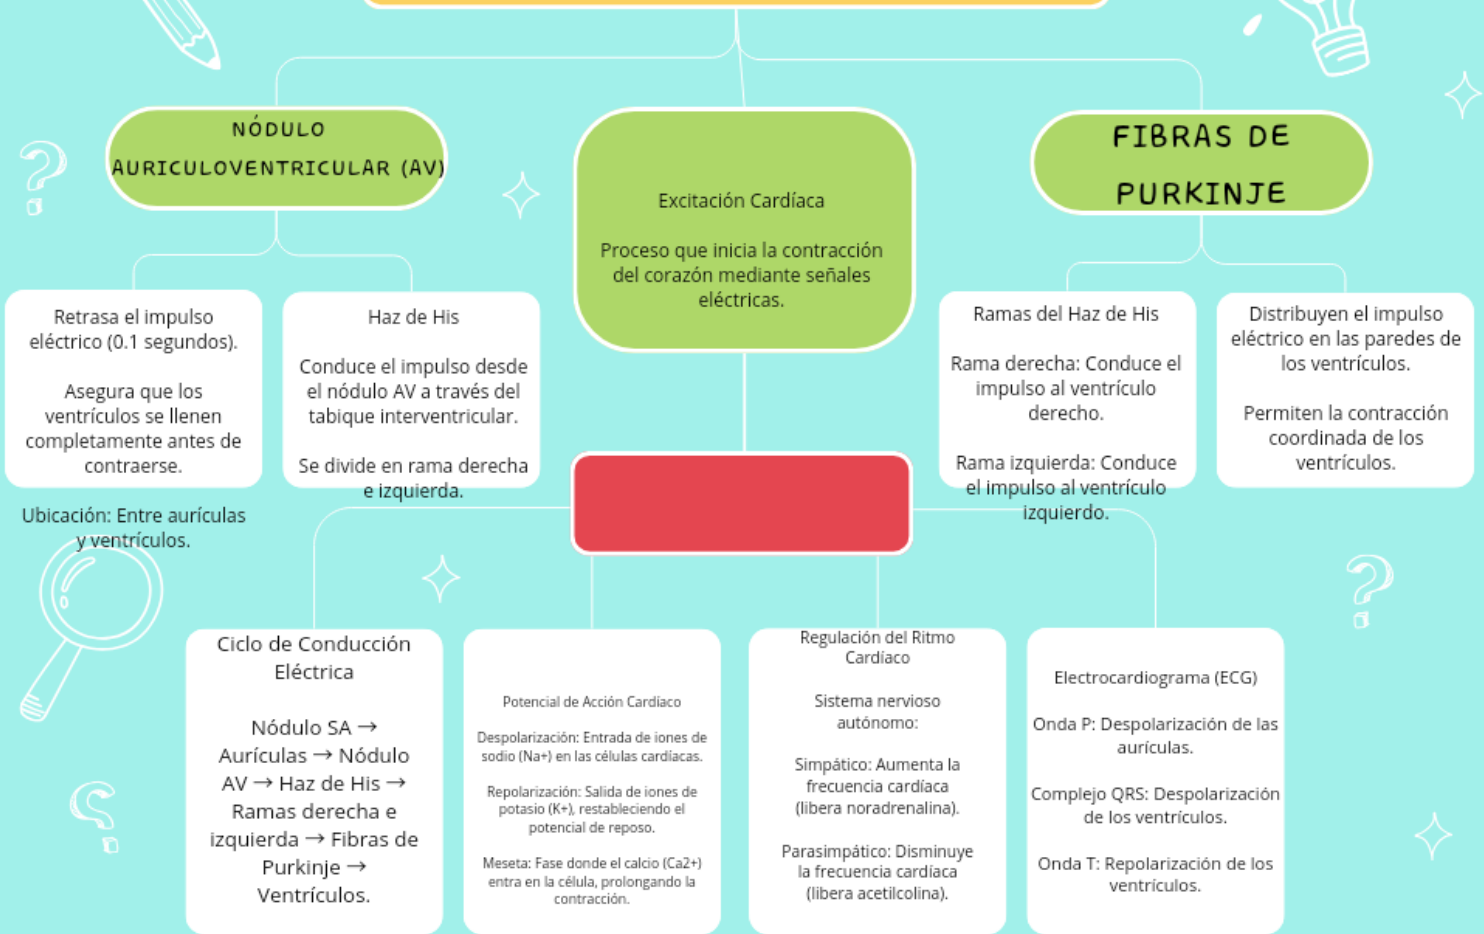 NÓDULO
AURICULOVENTRICULAR (AV)
Excitación Cardíaca
Proceso que inicia la contracción
del corazón mediante señales
eléctricas.
FIBRAS DE
PURKINJE
Retrasa el impulso
eléctrico (0.1 segundos).
Asegura que los
ventrículos se llenen
completamente antes de
contraerse.
Ubicación: Entre aurículas
y ventrículos.
Haz de His
Conduce el impulso desde
el nódulo AV a través del
tabique interventricular.
Se divide en rama derecha
e izquierda.
Ramas del Haz de His
Rama derecha: Conduce el
impulso al ventrículo
derecho.
Rama izquierda: Conduce
el impulso al ventrículo
izquierdo.
Distribuyen el impulso
eléctrico en las paredes de
los ventrículos.
Permiten la contracción
coordinada de los
ventrículos.
Ciclo de Conducción
Eléctrica
Nódulo SA →
Aurículas → Nódulo
AV → Haz de His →
Ramas derecha e
izquierda → Fibras de
Purkinje →
Ventrículos.
Potencial de Acción Cardíaco
Despolarización: Entrada de iones de
sodio (Na+) en las células cardíacas.
Repolarización: Salida de iones de
potasio (K+), restableciendo el
potencial de reposo.
Meseta: Fase donde el calcio (Ca2+)
entra en la célula, prolongando la
contracción.
Regulación del Ritmo
Cardíaco
Sistema nervioso
autónomo:
Simpático: Aumenta la
frecuencia cardíaca
(libera noradrenalina).
Parasimpático: Disminuye
la frecuencia cardíaca
(libera acetilcolina).
Electrocardiograma (ECG)
Onda P: Despolarización de las
aurículas.
Complejo QRS: Despolarización
de los ventrículos.
Onda T: Repolarización de los
ventrículos.